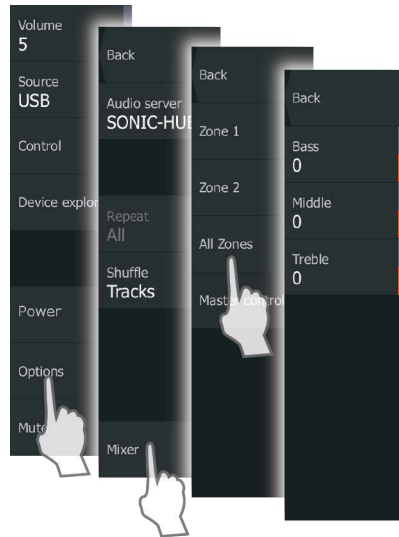 Volume
5
Source
USB
Control
Device explor
Power
Options
Mute
Back
Audio server
SONIC-HUB
Repeat
All
Shuffle
Tracks
Mixer
Back
Zone 1
Zone 2
All Zones
Master control
Back
Bass
0
Middle
0
Treble
0